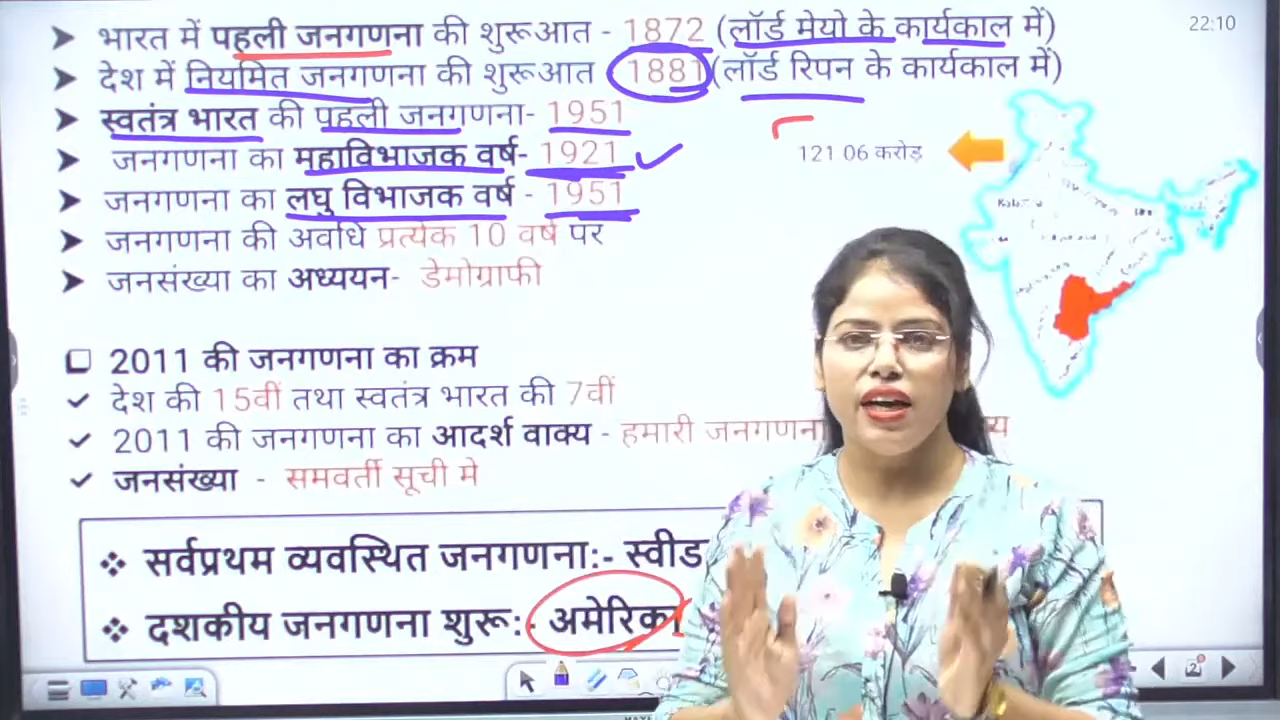 भारत में पहली जनगणना की शुरूआत - 1872 (लॉर्ड मेयो के कार्यकाल में)
22:10
देश में नियमित जनगणना की शुरूआत 1881 (लॉर्ड रिपन के कार्यकाल में)
स्वतंत्र भारत की पहली जनगणना- 1951
जनगणना का महाविभाजक वर्ष- 1921
121.06 करोड़
जनगणना का लघु विभाजक वर्ष - 1951
जनगणना की अवधि प्रत्येक 10 वर्ष पर
जनसंख्या का अध्ययन- डेमोग्राफी
2011 की जनगणना का क्रम
देश की 15वीं तथा स्वतंत्र भारत की 7वीं
2011 की जनगणना का आदर्श वाक्य - हमारी जनगणना
जनसंख्या - समवर्ती सूची मे
सर्वप्रथम व्यवस्थित जनगणना:- स्वीड
दशकीय जनगणना शुरू:- अमेरिका